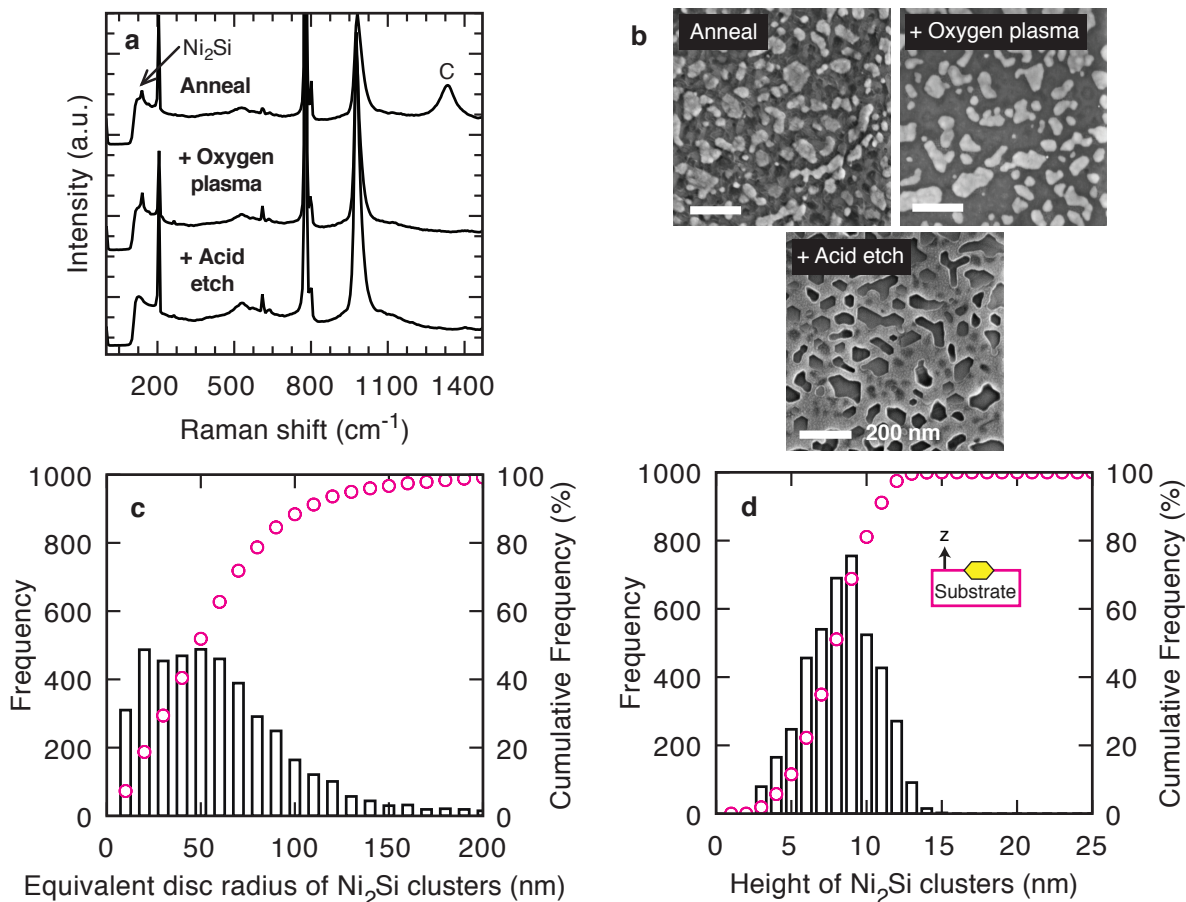 a
Ni₂Si
Anneal
C
+ Oxygen
plasma
+ Acid
etch
Intensity (a.u.)
200 500 800 1100 1400
Raman shift (cm⁻¹)
b
Anneal
+ Oxygen plasma
+ Acid etch
200 nm
c
1000
800
600
400
200
0
Frequency
100
80
60
40
20
0
Cumulative Frequency (%)
0 50 100 150 200
Equivalent disc radius of Ni₂Si clusters (nm)
d
z
Substrate
1000
800
600
400
200
0
Frequency
100
80
60
40
20
0
Cumulative Frequency (%)
0 5 10 15 20 25
Height of Ni₂Si clusters (nm)